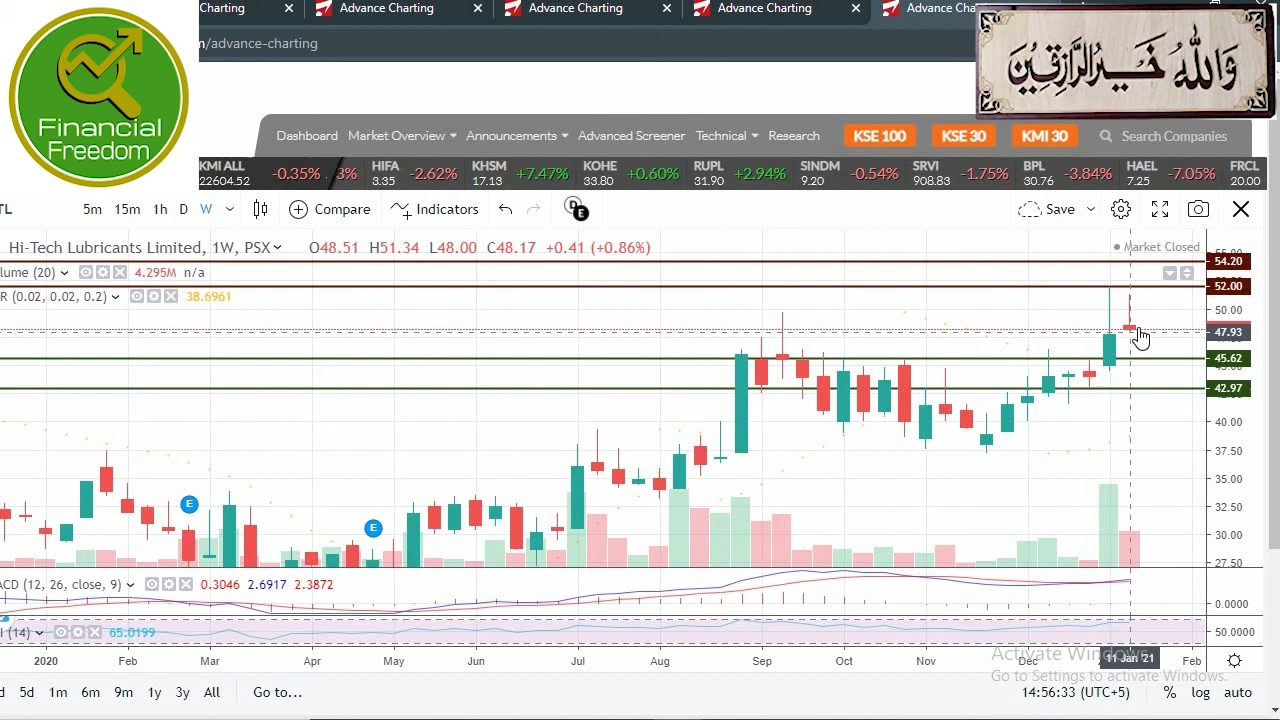 Advance Charting
Advance Charting
Advance Charting
Advance Charting
Advance Cha
m/advance-charting
وَاللَّهُ خَيْرُ الرَّازِقِينَ
Financial
Freedom
Dashboard Market Overview Announcements Advanced Screener Technical Research KSE 100 KSE 30 KMI 30 Search Companies
KMI ALL 22604.52 -0.35% 3% HIFA 3.35 -2.62% KHSM 17.13 +7.47% KOHE 33.80 +0.60% RUPL 31.90 +2.94% SINDM 9.20 -0.54% SRVI 908.83 -1.75% BPL 30.76 -3.84% HAEL 7.25 -7.05% FRCL 20.00
TL 5m 15m 1h D W Compare Indicators D E Save
Hi-Tech Lubricants Limited, 1W, PSX O48.51 H51.34 L48.00 C48.17 +0.41 (+0.86%) Market Closed
lume (20) 4.295M n/a
R (0.02, 0.02, 0.2) 38.6961
54.20
52.00
50.00
47.93
45.62
42.97
40.00
37.50
35.00
32.50
30.00
27.50
E
E
ACD (12, 26, close, 9) 0.3046 2.6917 2.3872
0.0000
I (14) 65.0199
50.0000
2020 Feb Mar Apr May Jun Jul Aug Sep Oct Nov Dec 11 Jan '21 Feb
Activate Windows
Go to Settings to activate Windows.
d 5d 1m 6m 9m 1y 3y All Go to... 14:56:33 (UTC+5) % log auto